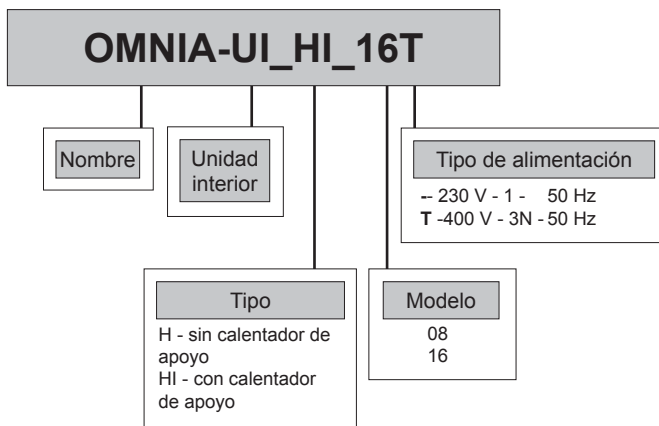 OMNIA-UI_HI_16T
Nombre
Unidad
interior
Tipo de alimentación
-- 230 V - 1 - 50 Hz
T -400 V - 3N - 50 Hz
Tipo
H - sin calentador de
apoyo
HI - con calentador
de apoyo
Modelo
08
16